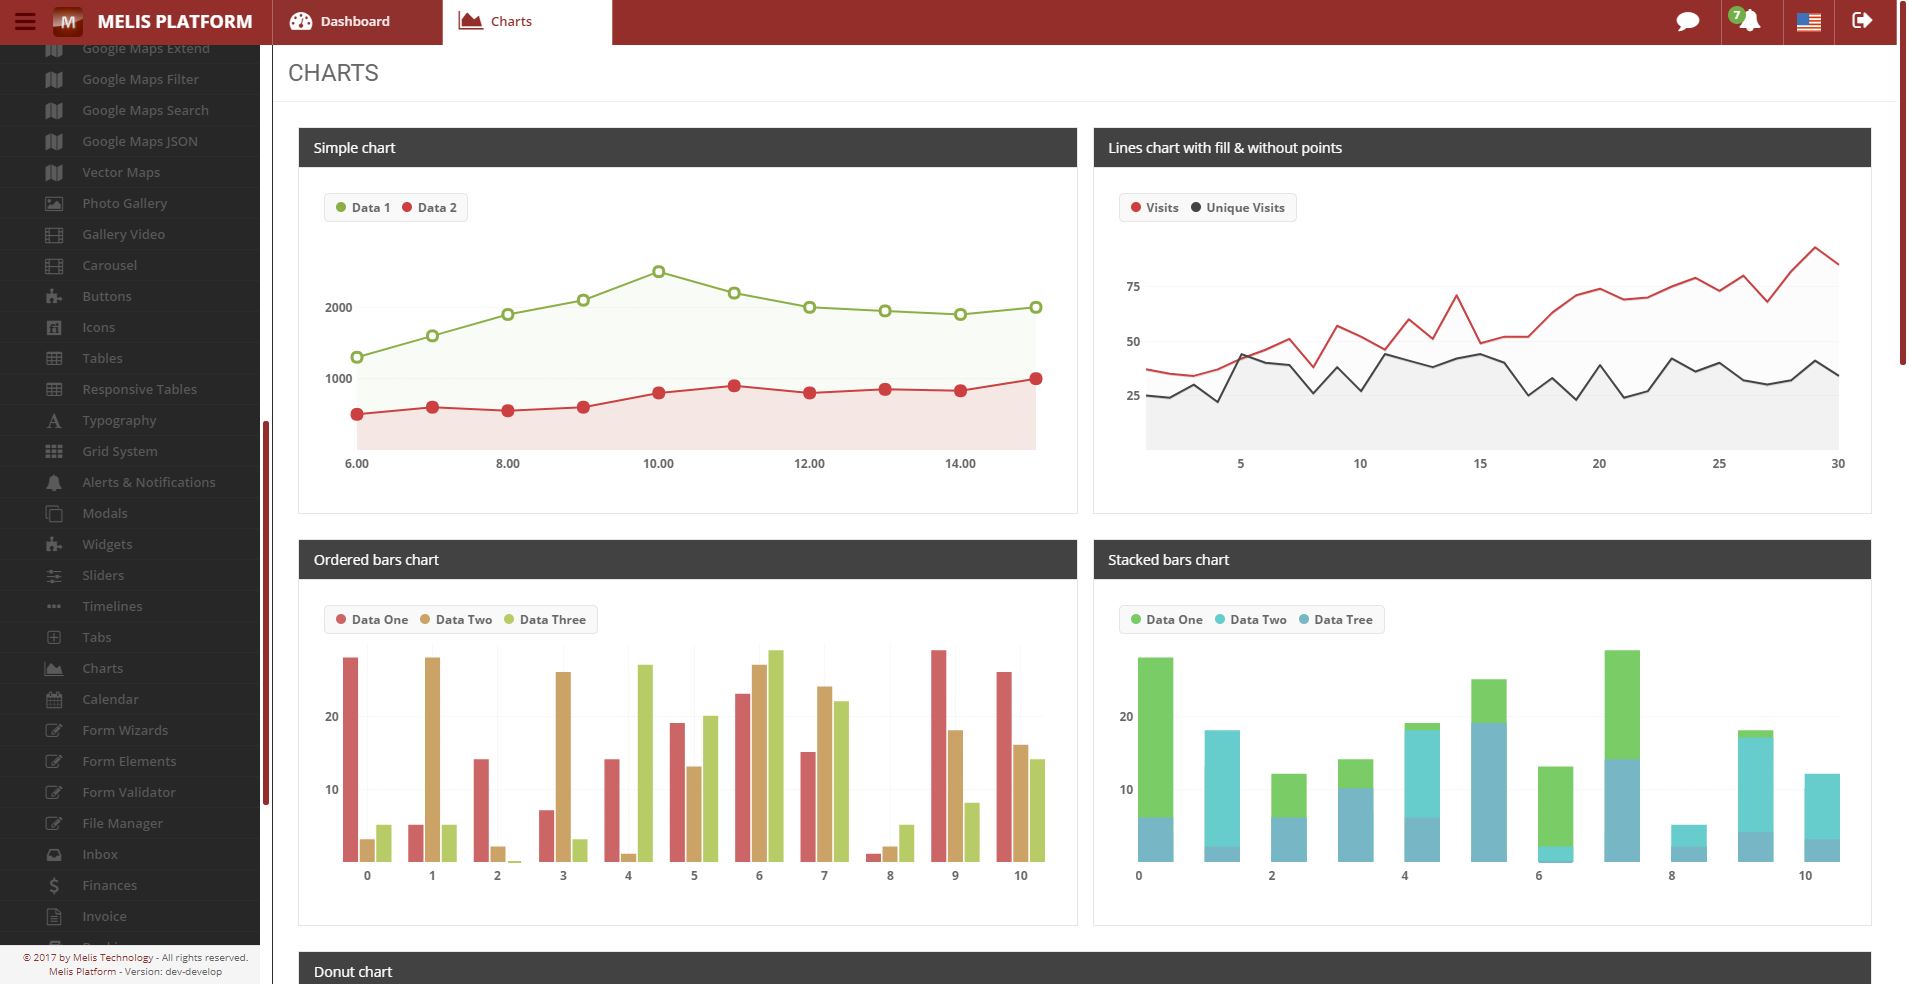 MELIS PLATFORM
Dashboard
Charts
7
Google Maps Extend
Google Maps Filter
Google Maps Search
Google Maps JSON
Vector Maps
Photo Gallery
Gallery Video
Carousel
Buttons
Icons
Tables
Responsive Tables
Typography
Grid System
Alerts & Notifications
Modals
Widgets
Sliders
Timelines
Tabs
Charts
Calendar
Form Wizards
Form Elements
Form Validator
File Manager
Inbox
Finances
Invoice
© 2017 by Melis Technology - All rights reserved.
Melis Platform - Version: dev-develop
CHARTS
Simple chart
Data 1 Data 2
2000
1000
6.00 8.00 10.00 12.00 14.00
Lines chart with fill & without points
Visits Unique Visits
75
50
25
5 10 15 20 25 30
Ordered bars chart
Data One Data Two Data Three
20
10
0 1 2 3 4 5 6 7 8 9 10
Stacked bars chart
Data One Data Two Data Tree
20
10
0 2 4 6 8 10
Donut chart